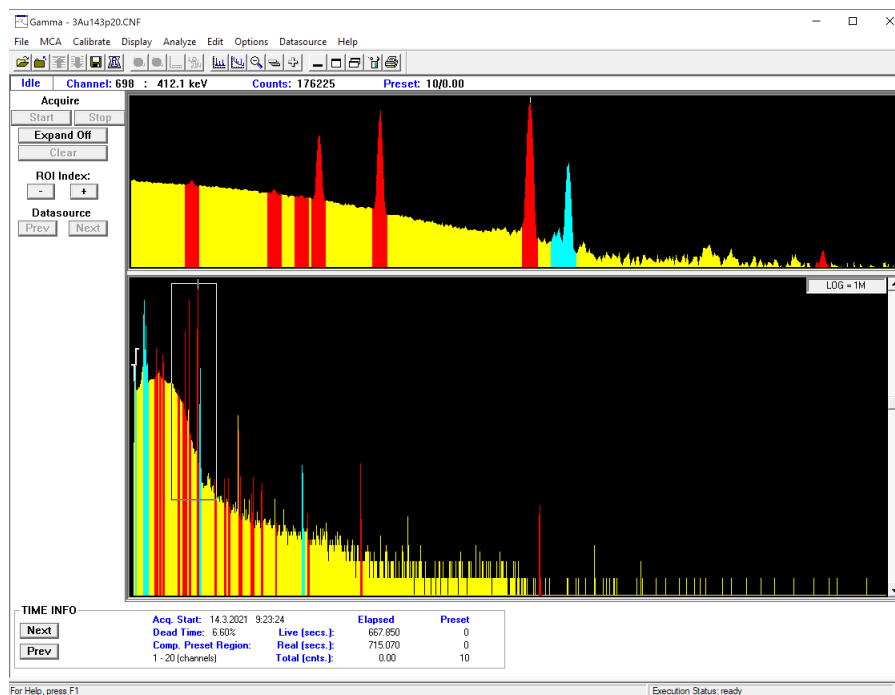 Gamma - 3Au143p20.CNF
File MCA Calibrate Display Analyze Edit Options Datasource Help
Idle Channel: 698 : 412.1 keV Counts: 176225 Preset: 10/0.00
Acquire
Start Stop
Expand Off
Clear
ROI Index:
- +
Datasource
Prev Next
LOG = 1M
TIME INFO
Next
Prev
Acq. Start: 14.3.2021 9:23:24 Elapsed Preset
Dead Time: 6.60% Live (secs.): 667.850 0
Comp. Preset Region: Real (secs.): 715.070 0
1 - 20 (channels) Total (cnts.): 0.00 10
For Help, press F1 Execution Status: ready